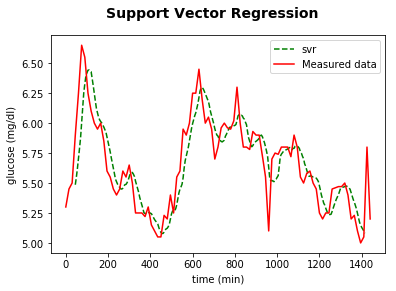 Support Vector Regression
svr
Measured data
glucose (mg/dl)
6.50
6.25
6.00
5.75
5.50
5.25
5.00
0 200 400 600 800 1000 1200 1400
time (min)